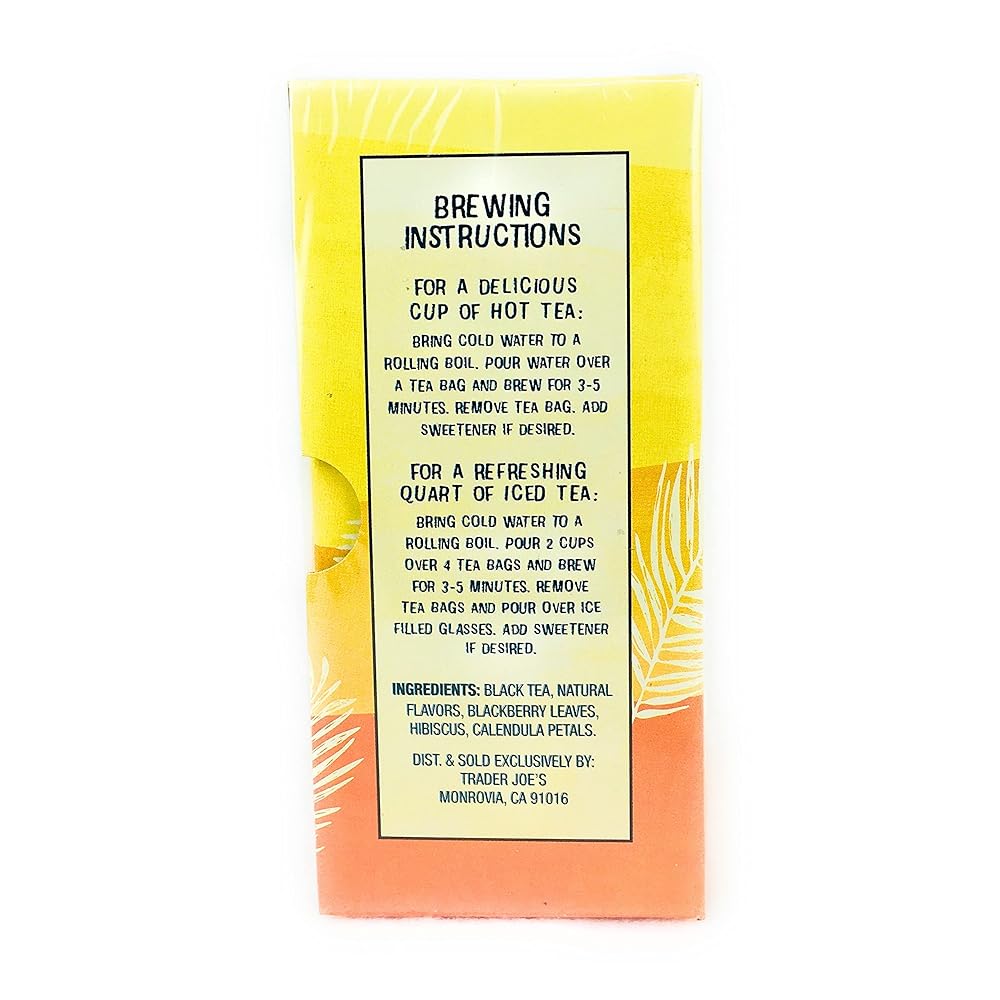 BREWING
INSTRUCTIONS
FOR A DELICIOUS
CUP OF HOT TEA:
BRING COLD WATER TO A
ROLLING BOIL. POUR WATER OVER
A TEA BAG AND BREW FOR 3-5
MINUTES. REMOVE TEA BAG. ADD
SWEETENER IF DESIRED.
FOR A REFRESHING
QUART OF ICED TEA:
BRING COLD WATER TO A
ROLLING BOIL. POUR 2 CUPS
OVER 4 TEA BAGS AND BREW
FOR 3-5 MINUTES. REMOVE
TEA BAGS AND POUR OVER ICE
FILLED GLASSES. ADD SWEETENER
IF DESIRED.
INGREDIENTS: BLACK TEA, NATURAL
FLAVORS, BLACKBERRY LEAVES,
HIBISCUS, CALENDULA PETALS.
DIST. & SOLD EXCLUSIVELY BY:
TRADER JOE'S
MONROVIA, CA 91016